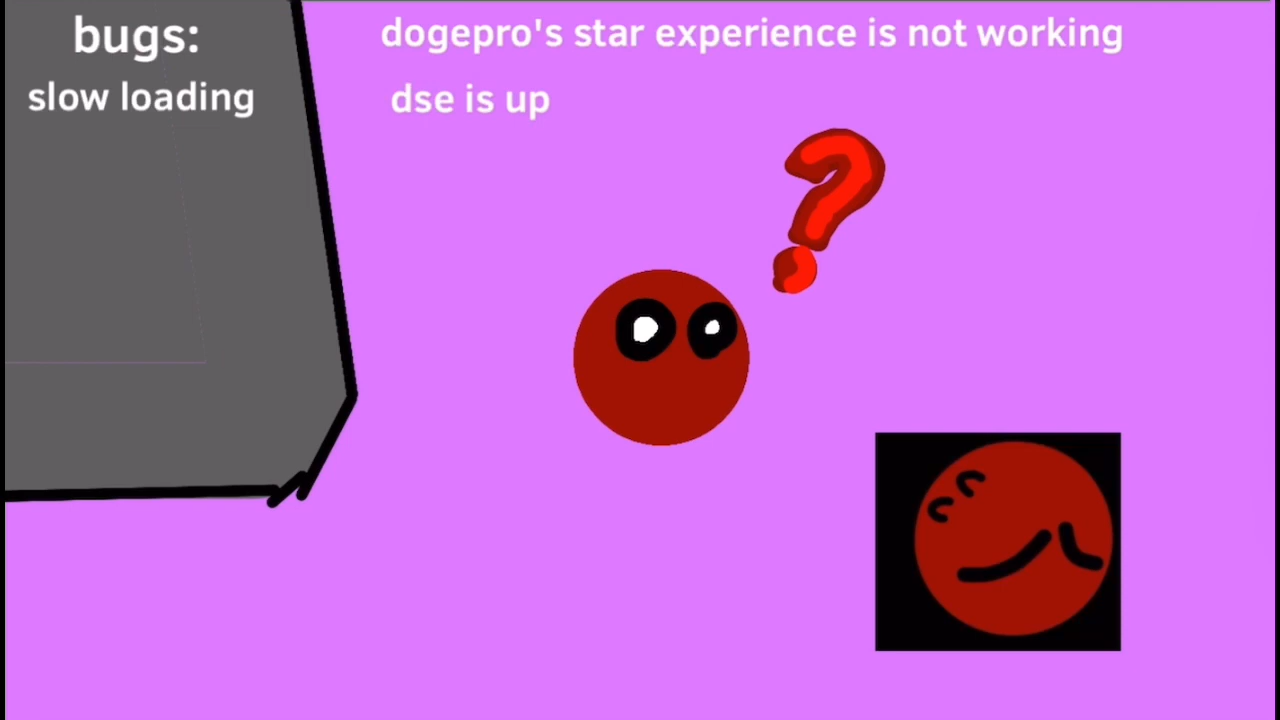 bugs:
slow loading
dogepro's star experience is not working
dse is up
?